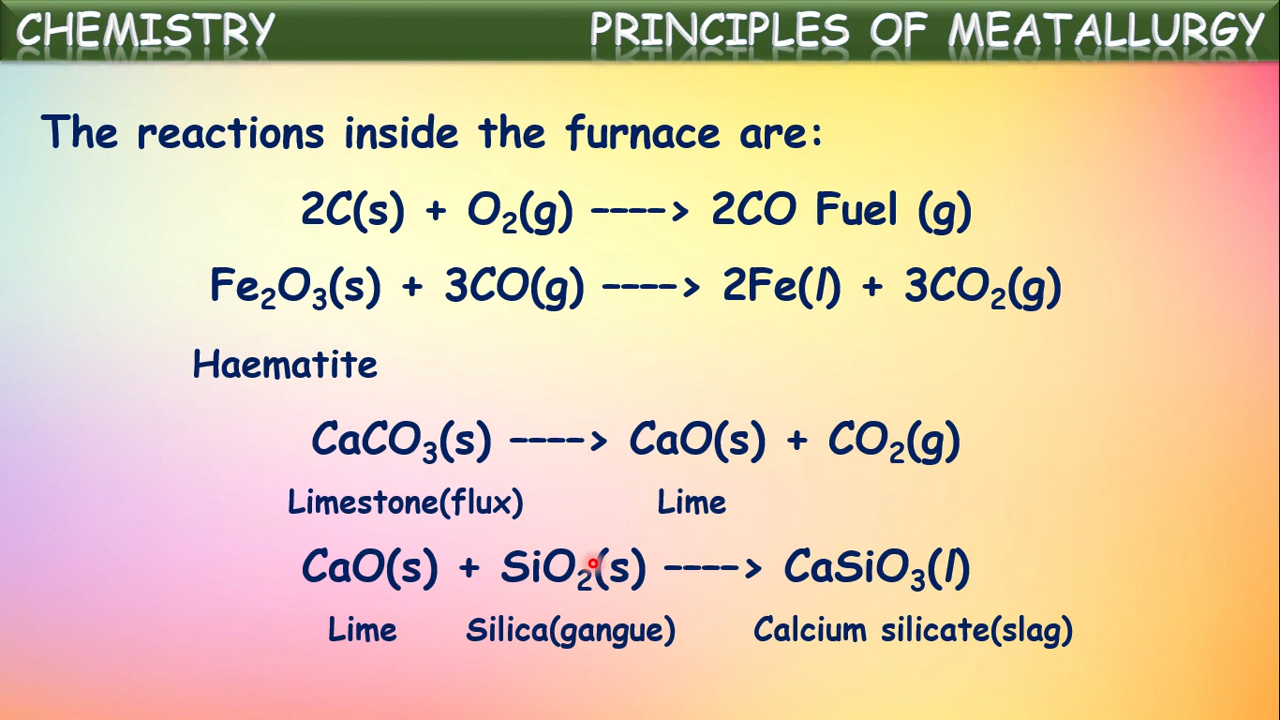 CHEMISTRY PRINCIPLES OF MEATALLURGY
The reactions inside the furnace are:
2C(s) + O₂(g) ----> 2CO Fuel (g)
Fe₂O₃(s) + 3CO(g) ----> 2Fe(l) + 3CO₂(g)
Haematite
CaCO₃(s) ----> CaO(s) + CO₂(g)
Limestone(flux) Lime
CaO(s) + SiO₂(s) ----> CaSiO₃(l)
Lime Silica(gangue) Calcium silicate(slag)